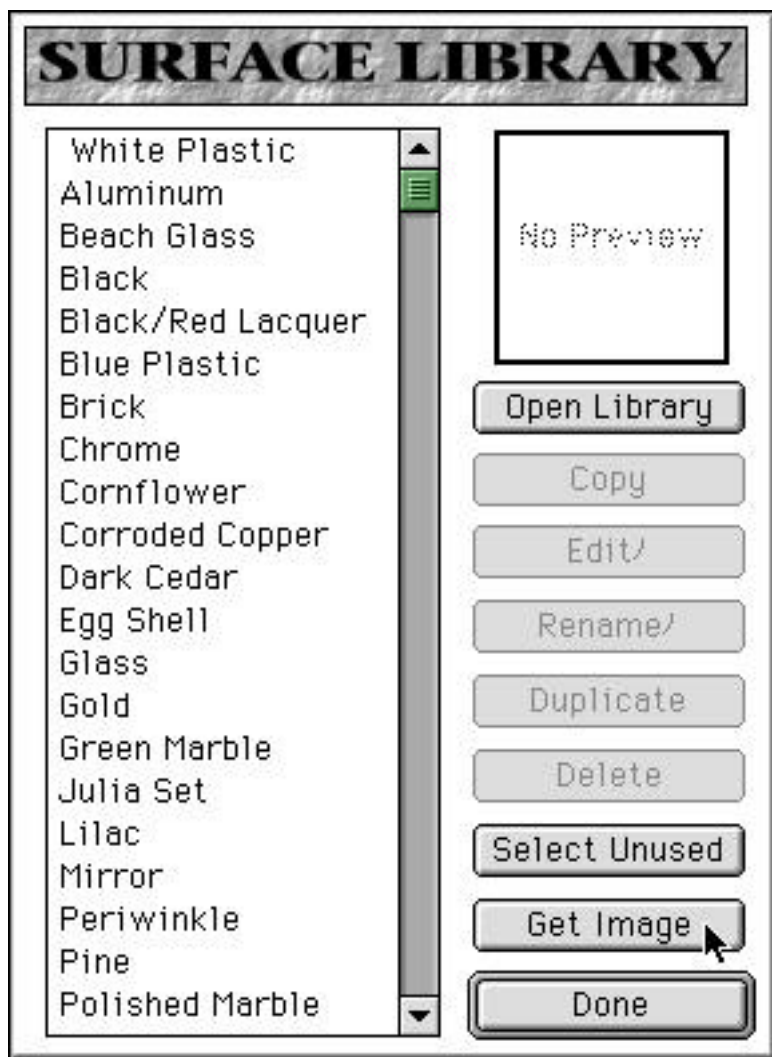 SURFACE LIBRARY
White Plastic
Aluminum
Beach Glass
Black
Black/Red Lacquer
Blue Plastic
Brick
Chrome
Cornflower
Corroded Copper
Dark Cedar
Egg Shell
Glass
Gold
Green Marble
Julia Set
Lilac
Mirror
Periwinkle
Pine
Polished Marble
No Preview
Open Library
Copy
Edit/
Rename/
Duplicate
Delete
Select Unused
Get Image
Done